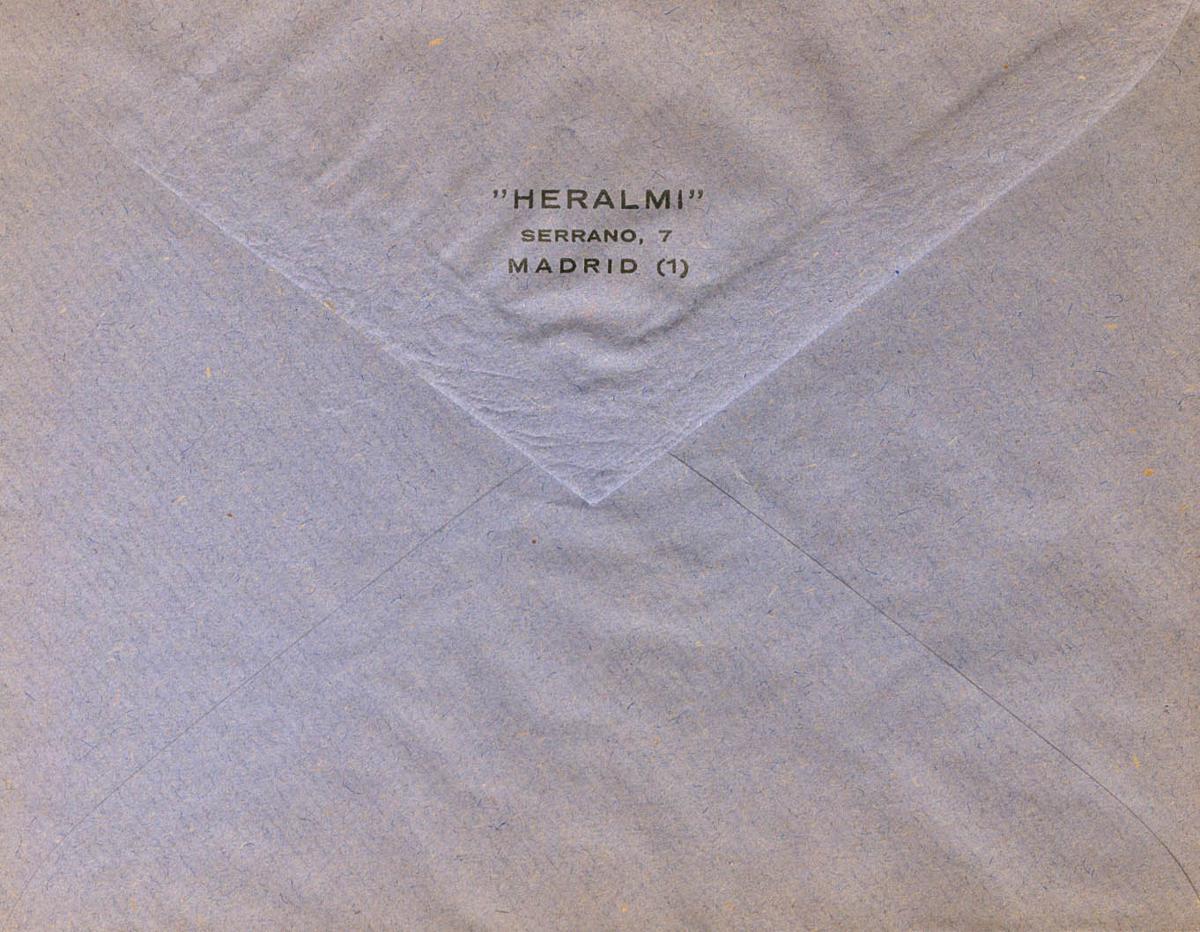 "HERALMI"
SERRANO, 7
MADRID (1)